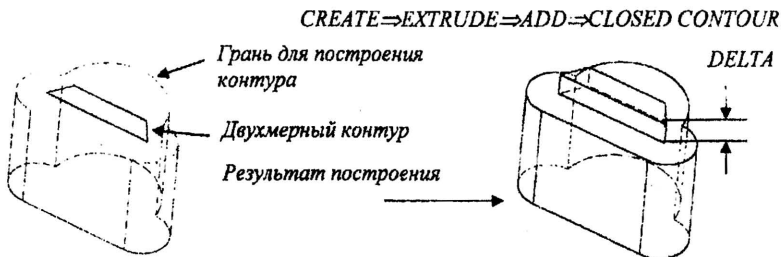 CREATE⇒EXTRUDE⇒ADD⇒CLOSED CONTOUR
Грань для построения
контура
DELTA
Двухмерный контур
Результат построения